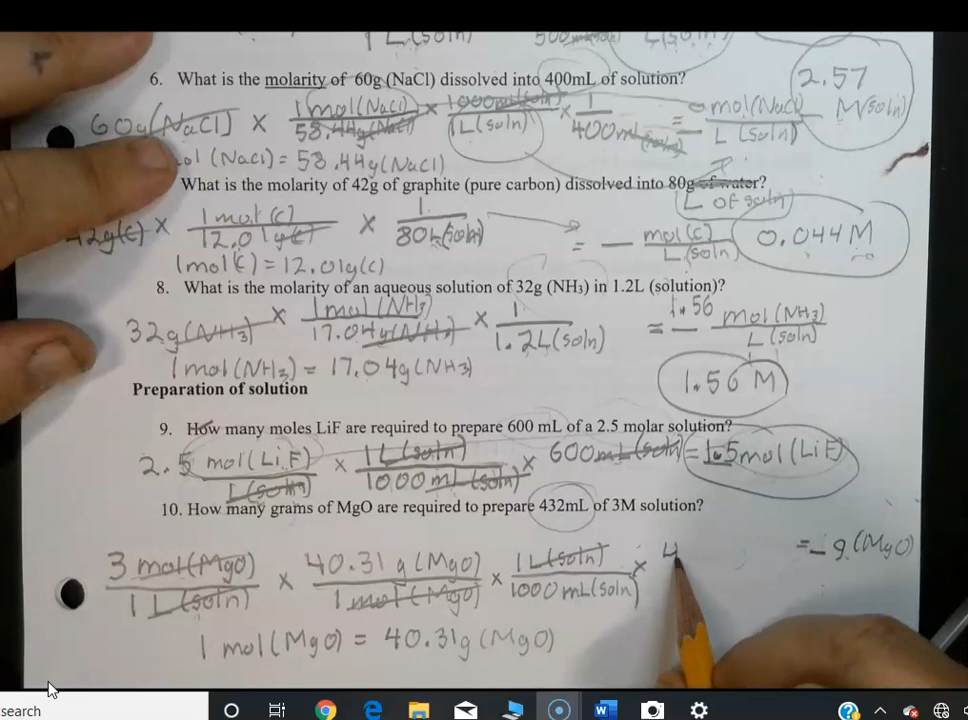 1 L (soln) 500mL(soln) L(soln)
6. What is the molarity of 60g (NaCl) dissolved into 400mL of solution?
2.57 M(soln)
60g(NaCl) × 1mol(NaCl) / 58.44g(NaCl) × 1000mL(soln) / 1L(soln) × 1 / 400mL(soln) = mol(NaCl) / L(soln)
ol (NaCl) = 58.44g(NaCl)
What is the molarity of 42g of graphite (pure carbon) dissolved into 80g of water?
L of soln
42g(C) × 1mol(C) / 12.01g(C) × 1 / 80L(soln) = mol(C) / L(soln) 0.044M
1mol(C) = 12.01g(C)
8. What is the molarity of an aqueous solution of 32g (NH3) in 1.2L (solution)?
32g(NH3) × 1mol(NH3) / 17.04g(NH3) × 1 / 1.2L(soln) = 1.56 mol(NH3) / L(soln)
1mol(NH3) = 17.04g(NH3)
1.56 M
Preparation of solution
9. How many moles LiF are required to prepare 600 mL of a 2.5 molar solution?
2.5 mol(LiF) / 1L(soln) × 1L(soln) / 1000mL(soln) × 600mL(soln) = 1.5mol(LiF)
10. How many grams of MgO are required to prepare 432mL of 3M solution?
3 mol(MgO) / 1L(soln) × 40.31 g(MgO) / 1mol(MgO) × 1L(soln) / 1000mL(soln) × 4 = g(MgO)
1 mol(MgO) = 40.31g(MgO)
search